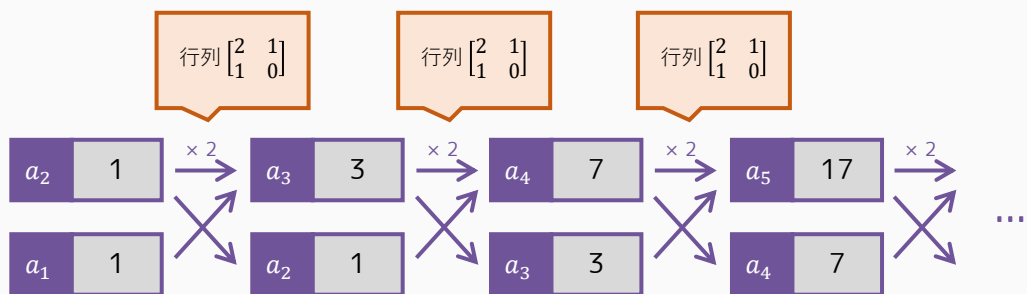 行列 [2 1
1 0]
行列 [2 1
1 0]
行列 [2 1
1 0]
a₂ 1 × 2 a₃ 3 × 2 a₄ 7 × 2 a₅ 17 × 2
...
a₁ 1 a₂ 1 a₃ 3 a₄ 7